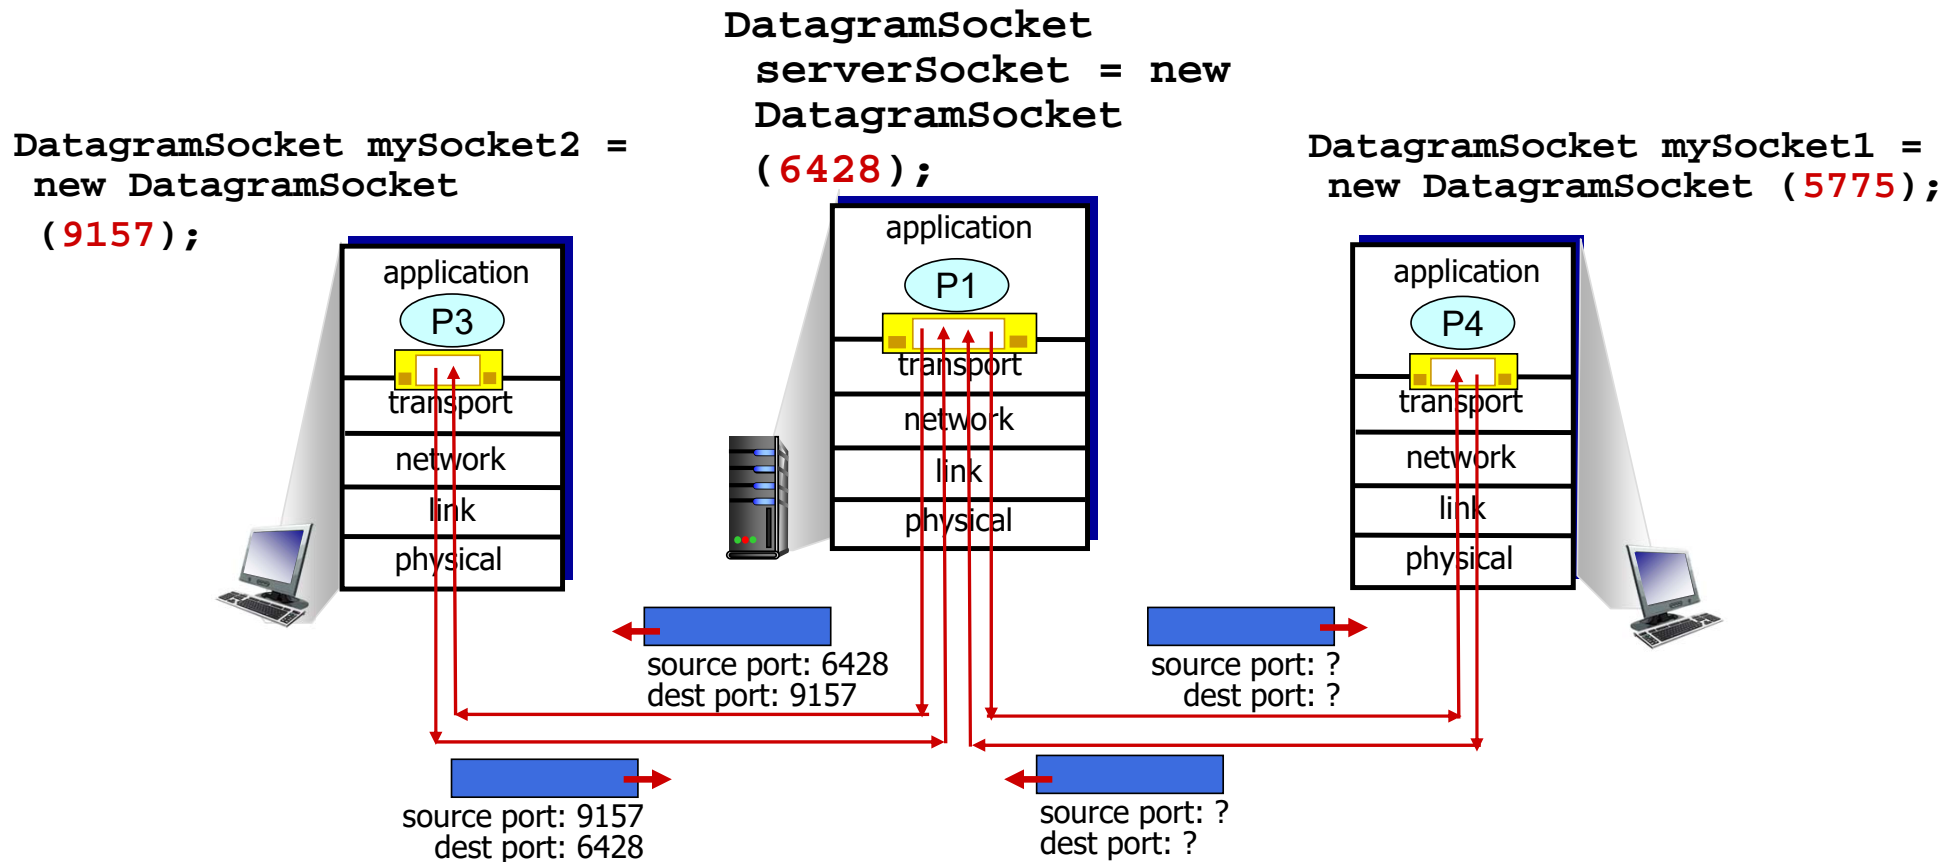 DatagramSocket
serverSocket = new
DatagramSocket
(6428);
DatagramSocket mySocket2 =
new DatagramSocket
(9157);
DatagramSocket mySocket1 =
new DatagramSocket (5775);
application
P3
transport
network
link
physical
application
P1
transport
network
link
physical
application
P4
transport
network
link
physical
source port: 6428
dest port: 9157
source port: ?
dest port: ?
source port: 9157
dest port: 6428
source port: ?
dest port: ?